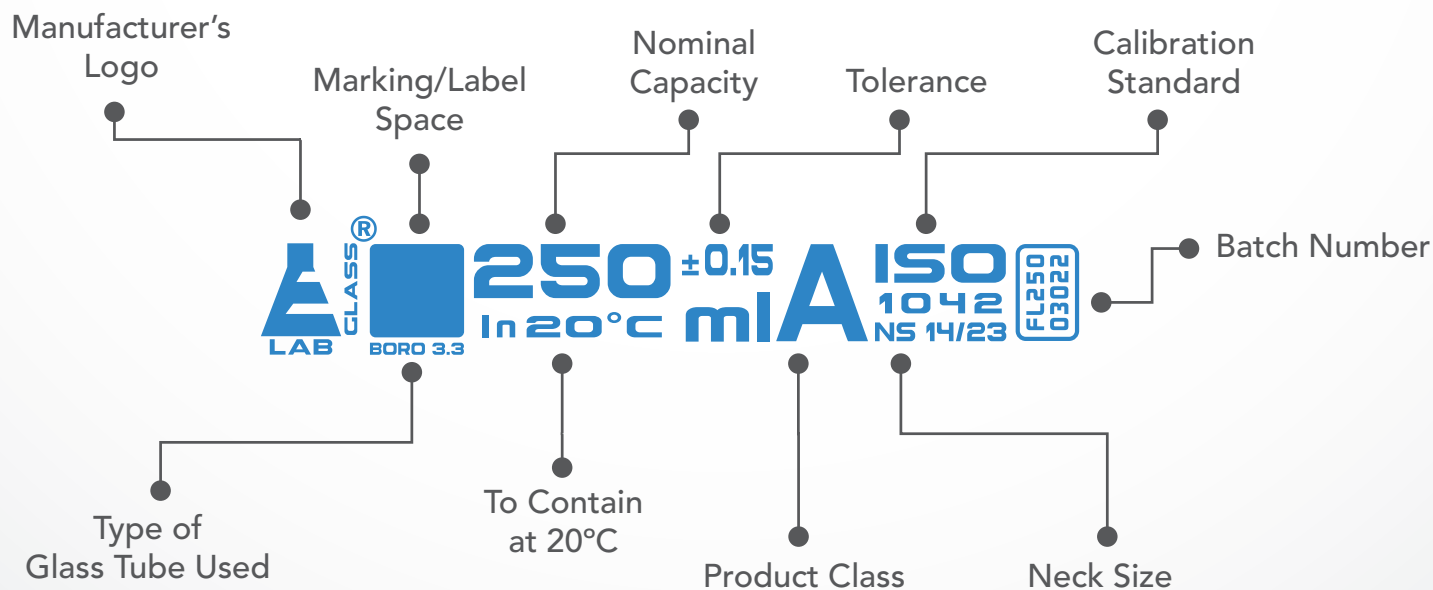 Manufacturer's
Logo
Marking/Label
Space
Nominal
Capacity
Tolerance
Calibration
Standard
LAB
GLASS®
BORO 3.3
250
±0.15
In 20°C
ml
A
ISO
1042
NS 14/23
FL250
03022
Batch Number
Type of
Glass Tube Used
To Contain
at 20°C
Product Class
Neck Size